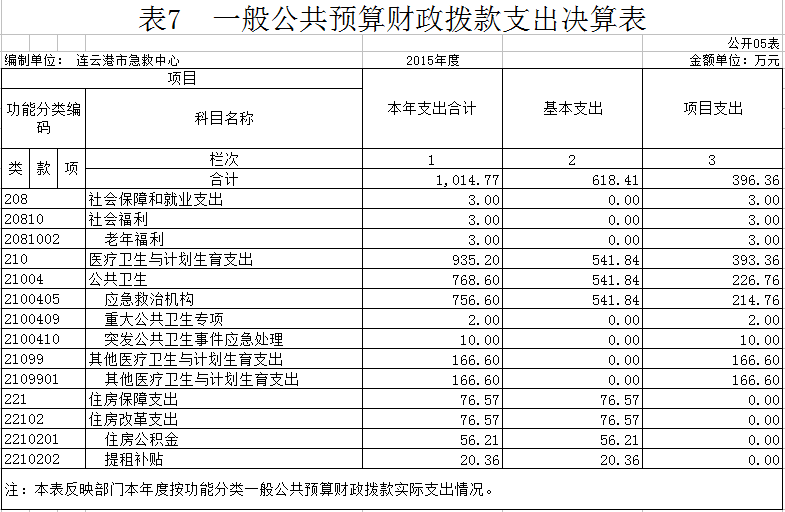 表7 一般公共预算财政拨款支出决算表
公开05表
编制单位： 连云港市急救中心 2015年度 金额单位：万元
项目 本年支出合计 基本支出 项目支出
功能分类编码 科目名称
类 款 项 栏次 1 2 3
合计 1,014.77 618.41 396.36
208 社会保障和就业支出 3.00 0.00 3.00
20810 社会福利 3.00 0.00 3.00
2081002 老年福利 3.00 0.00 3.00
210 医疗卫生与计划生育支出 935.20 541.84 393.36
21004 公共卫生 768.60 541.84 226.76
2100405 应急救治机构 756.60 541.84 214.76
2100409 重大公共卫生专项 2.00 0.00 2.00
2100410 突发公共卫生事件应急处理 10.00 0.00 10.00
21099 其他医疗卫生与计划生育支出 166.60 0.00 166.60
2109901 其他医疗卫生与计划生育支出 166.60 0.00 166.60
221 住房保障支出 76.57 76.57 0.00
22102 住房改革支出 76.57 76.57 0.00
2210201 住房公积金 56.21 56.21 0.00
2210202 提租补贴 20.36 20.36 0.00
注：本表反映部门本年度按功能分类一般公共预算财政拨款实际支出情况。